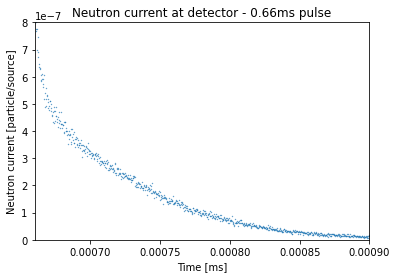 Neutron current at detector - 0.66ms pulse
1e-7
Neutron current [particle/source]
8
7
6
5
4
3
2
1
0
0.00070 0.00075 0.00080 0.00085 0.00090
Time [ms]